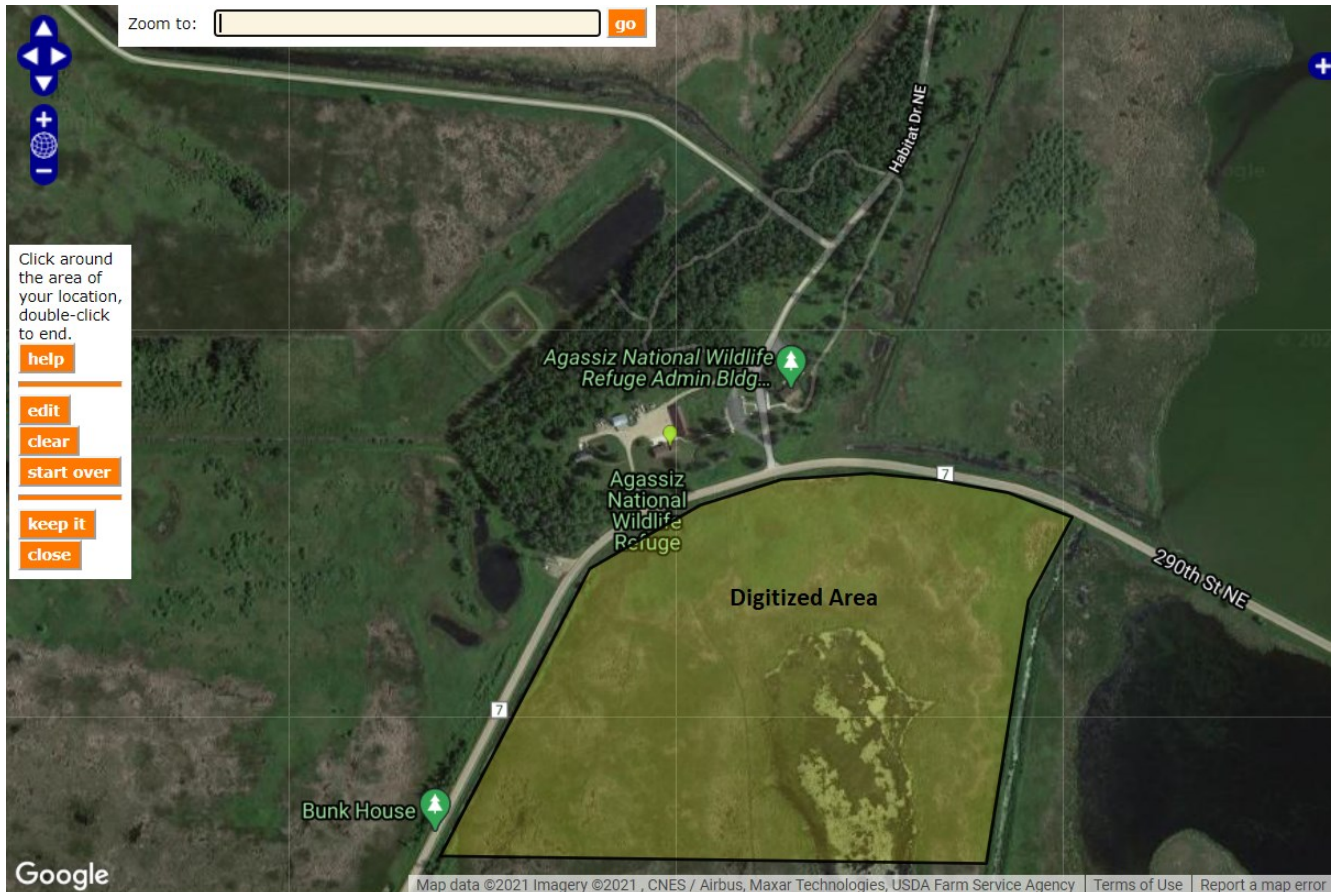 Zoom to:
go
Click around
the area of
your location,
double-click
to end.
help
edit
clear
start over
keep it
close
Habitat Dr NE
Agassiz National Wildlife
Refuge Admin Bldg...
Agassiz
National
Wildlife
Refuge
7
290th St NE
Digitized Area
7
Bunk House
Google
Map data ©2021 Imagery ©2021 , CNES / Airbus, Maxar Technologies, USDA Farm Service Agency
Terms of Use
Report a map error